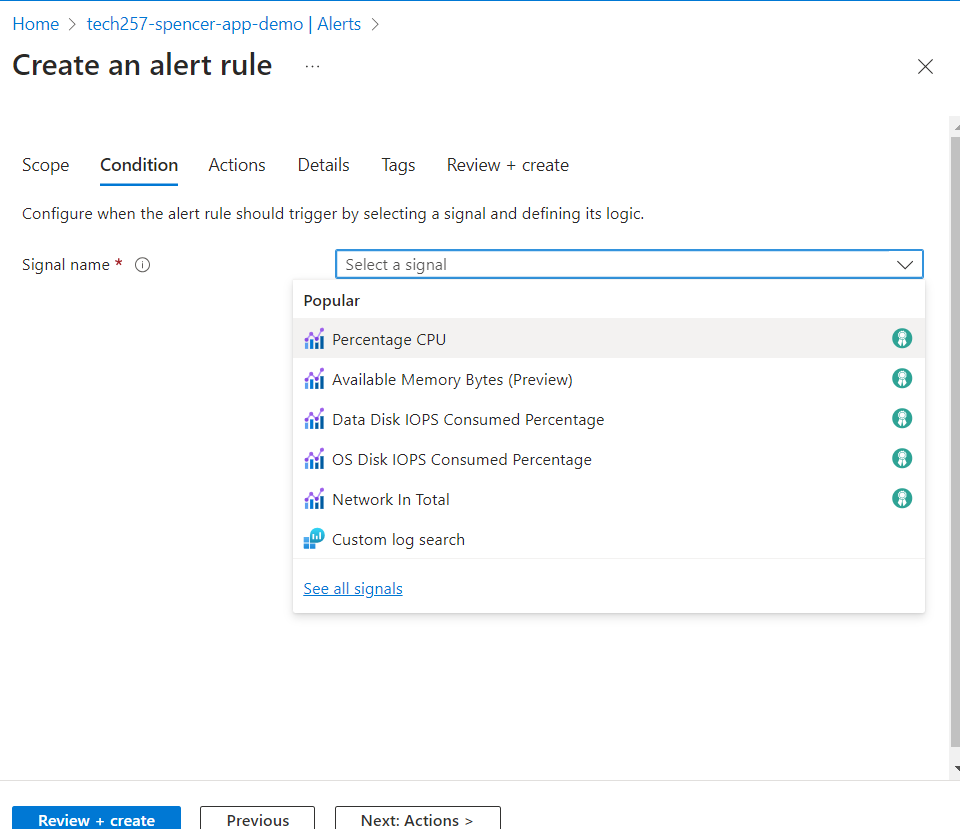 Home > tech257-spencer-app-demo | Alerts >
Create an alert rule ...
Scope Condition Actions Details Tags Review + create
Configure when the alert rule should trigger by selecting a signal and defining its logic.
Signal name * Select a signal
Popular
Percentage CPU
Available Memory Bytes (Preview)
Data Disk IOPS Consumed Percentage
OS Disk IOPS Consumed Percentage
Network In Total
Custom log search
See all signals
Review + create Previous Next: Actions >